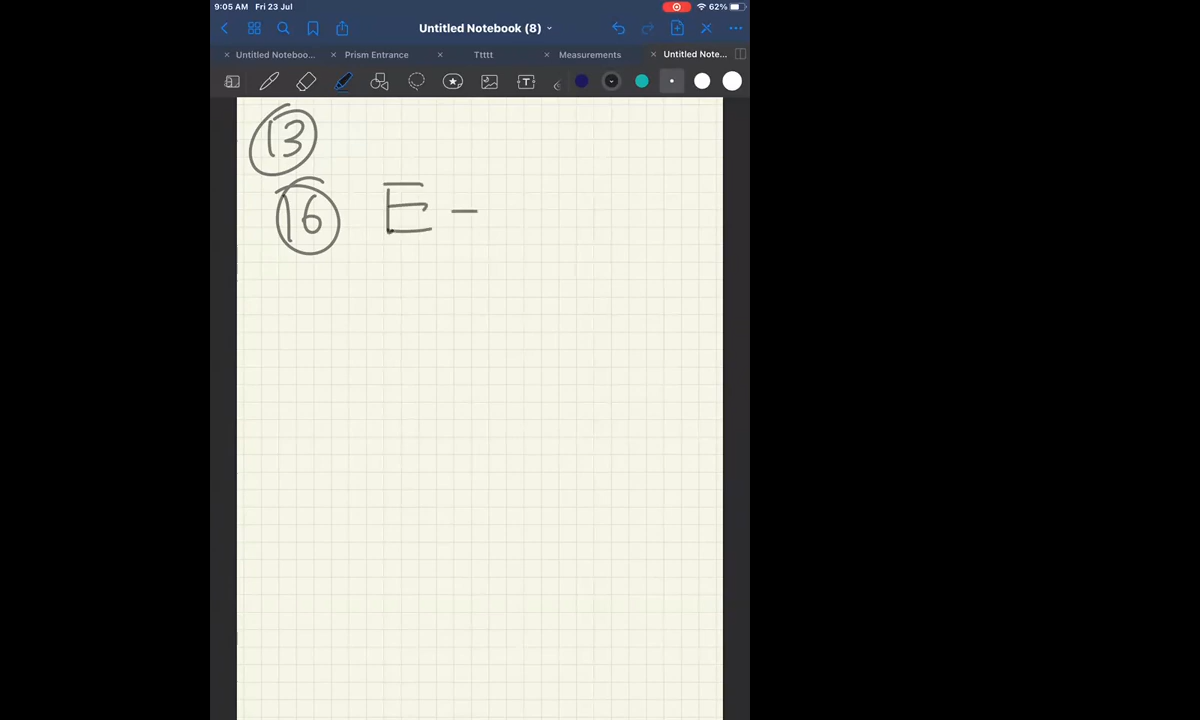 9:05 AM Fri 23 Jul 62%
Untitled Notebook (8)
Untitled Noteboo... Prism Entrance Ttttt Measurements Untitled Note...
T
13
16 E −